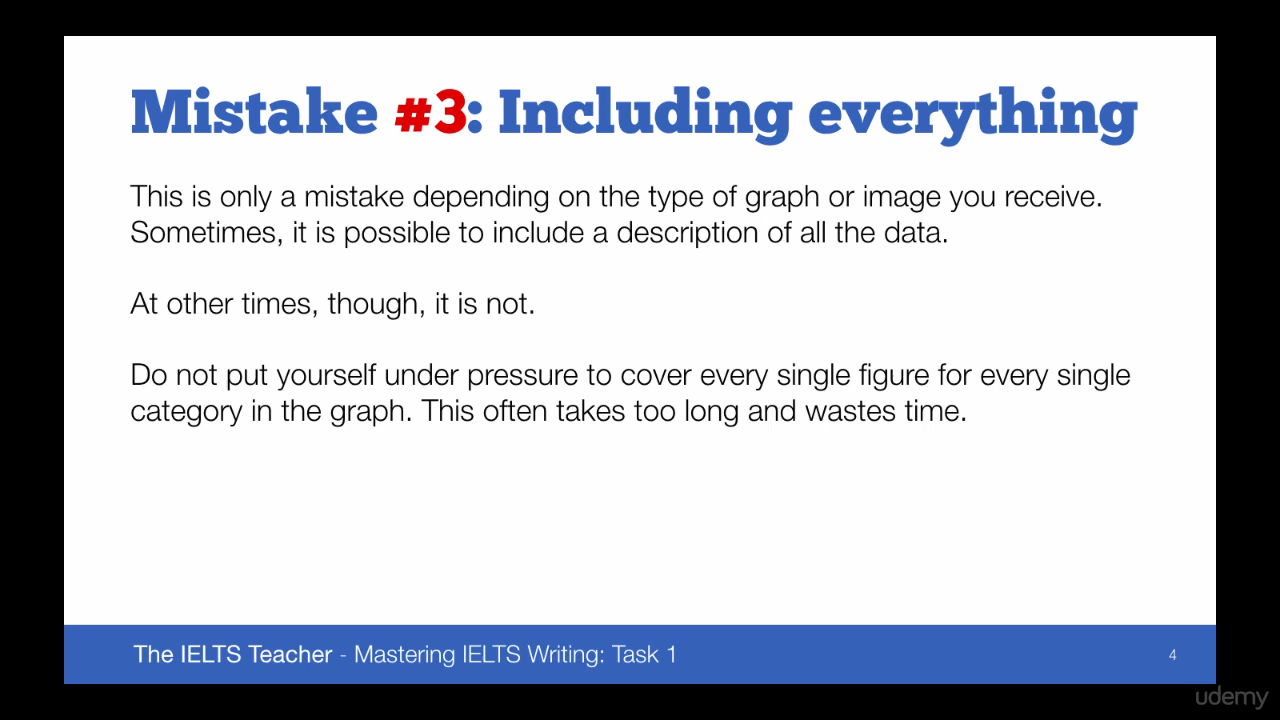 Mistake #3: Including everything
This is only a mistake depending on the type of graph or image you receive.
Sometimes, it is possible to include a description of all the data.
At other times, though, it is not.
Do not put yourself under pressure to cover every single figure for every single
category in the graph. This often takes too long and wastes time.
The IELTS Teacher - Mastering IELTS Writing: Task 1
4
udemy